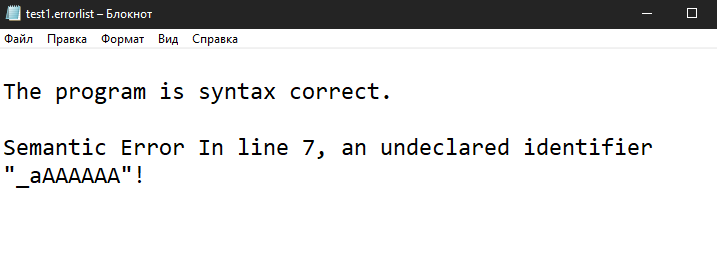 test1.errorlist – Блокнот
Файл Правка Формат Вид Справка
The program is syntax correct.
Semantic Error In line 7, an undeclared identifier
"_aAAAAAA"!